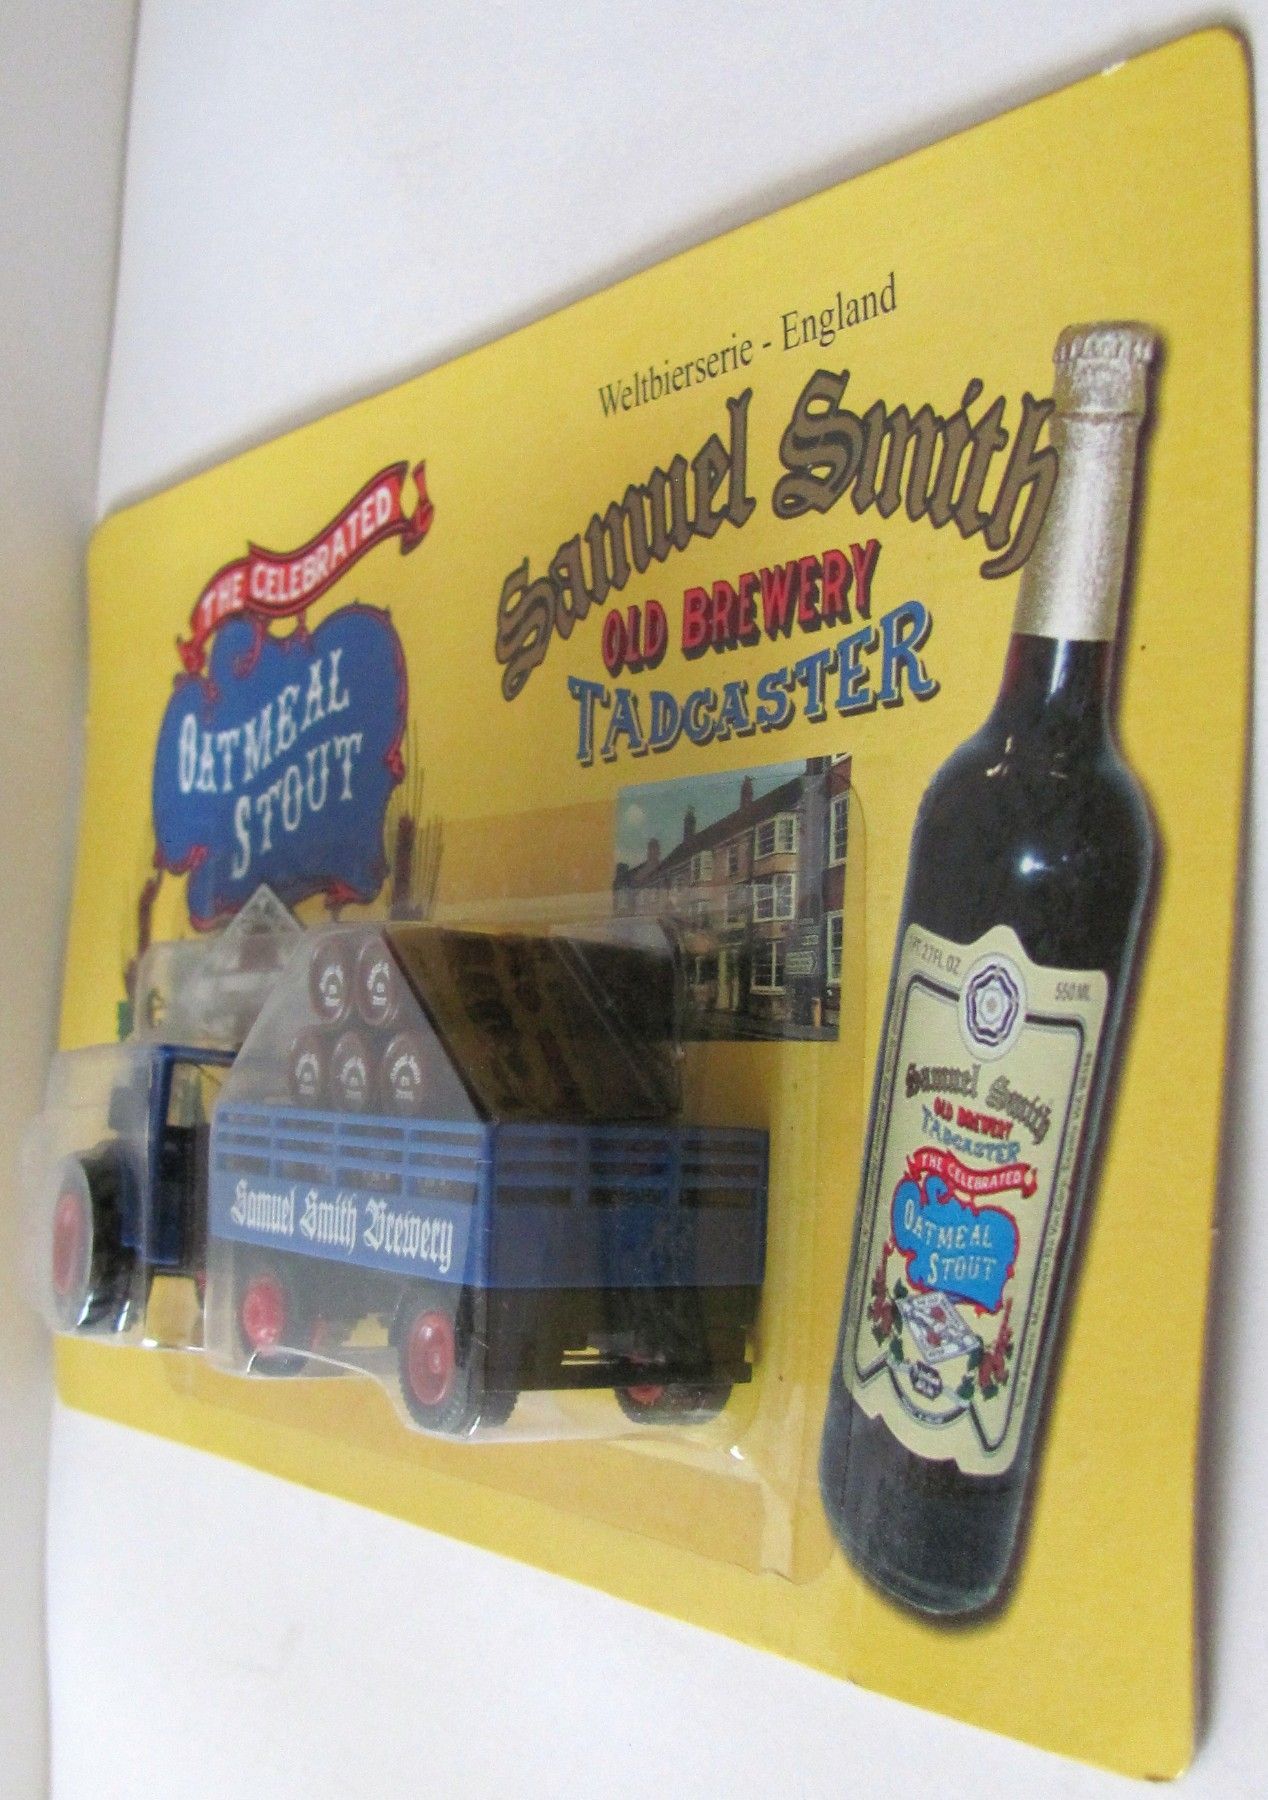 Weltbierserie - England
Samuel Smith
OLD BREWERY
TADCASTER
THE CELEBRATED
OATMEAL
STOUT
Samuel Smith Brewery
550 ML
Samuel Smith
OLD BREWERY
TADCASTER
THE CELEBRATED
OATMEAL
STOUT